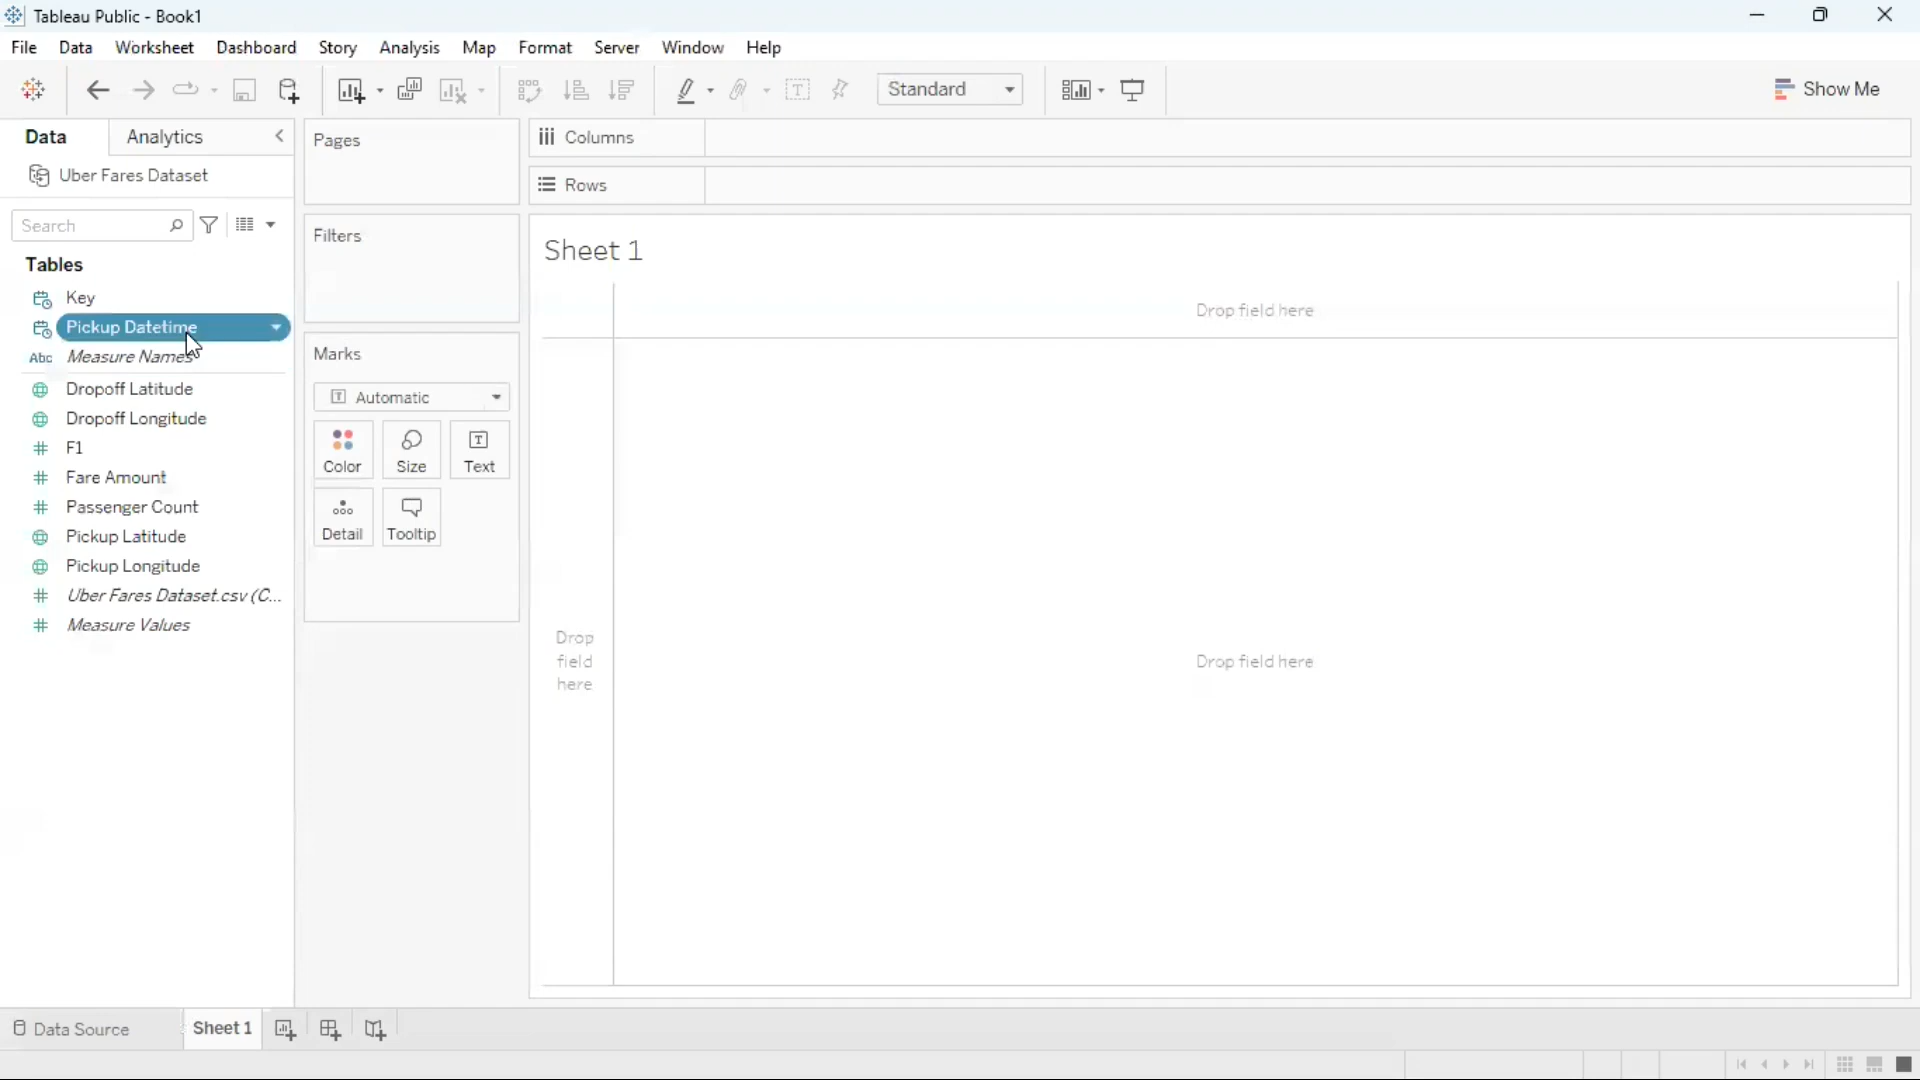 Tableau Public - Book1
File Data Worksheet Dashboard Story Analysis Map Format Server Window Help
Standard
Show Me
Data Analytics
Uber Fares Dataset
Search
Tables
Key
Pickup Datetime
Abc Measure Names
Dropoff Latitude
Dropoff Longitude
# F1
# Fare Amount
# Passenger Count
Pickup Latitude
Pickup Longitude
# Uber Fares Dataset.csv (C...
# Measure Values
Pages
Filters
Marks
T Automatic
Color Size Text
Detail Tooltip
Columns
Rows
Sheet 1
Drop field here
Drop
field
here
Drop field here
Data Source Sheet 1